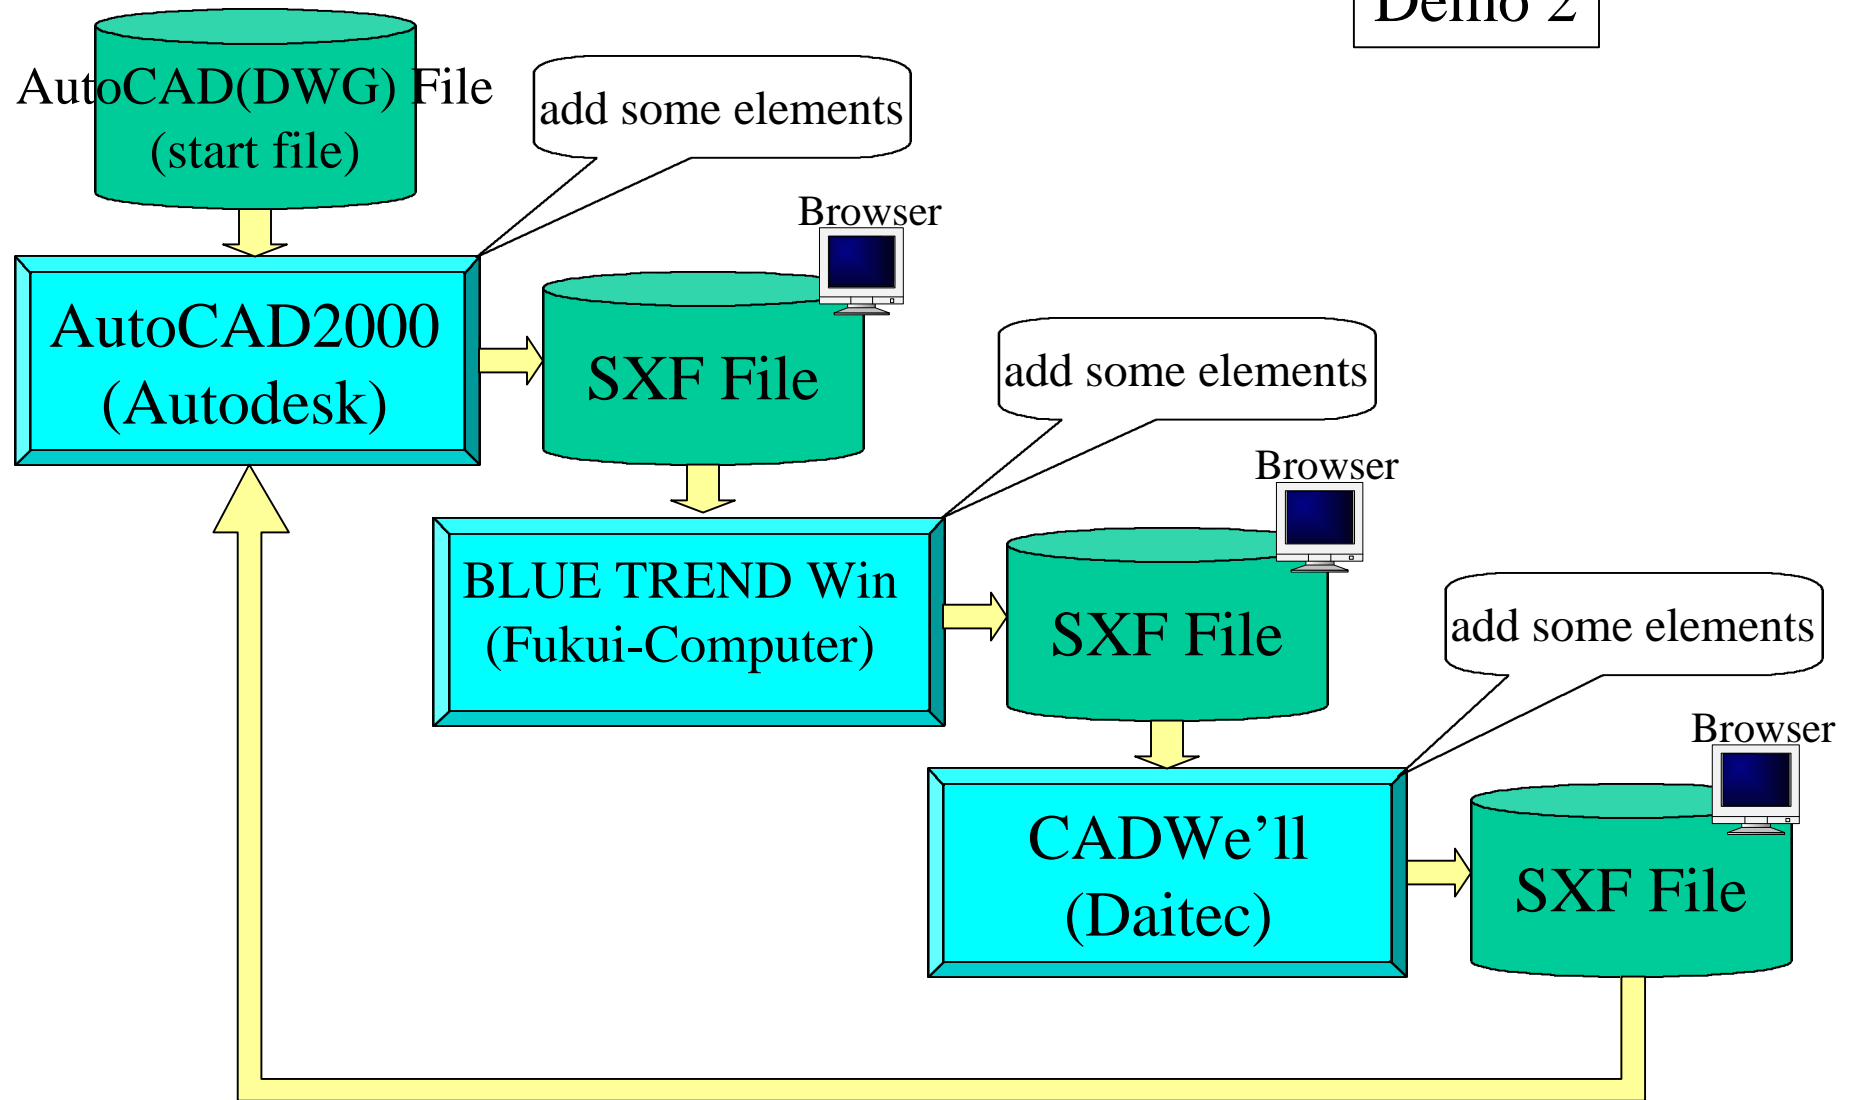 Demo 2
AutoCAD(DWG) File
(start file)
add some elements
Browser
AutoCAD2000
(Autodesk)
SXF File
add some elements
Browser
BLUE TREND Win
(Fukui-Computer)
SXF File
add some elements
Browser
CADWe’ll
(Daitec)
SXF File